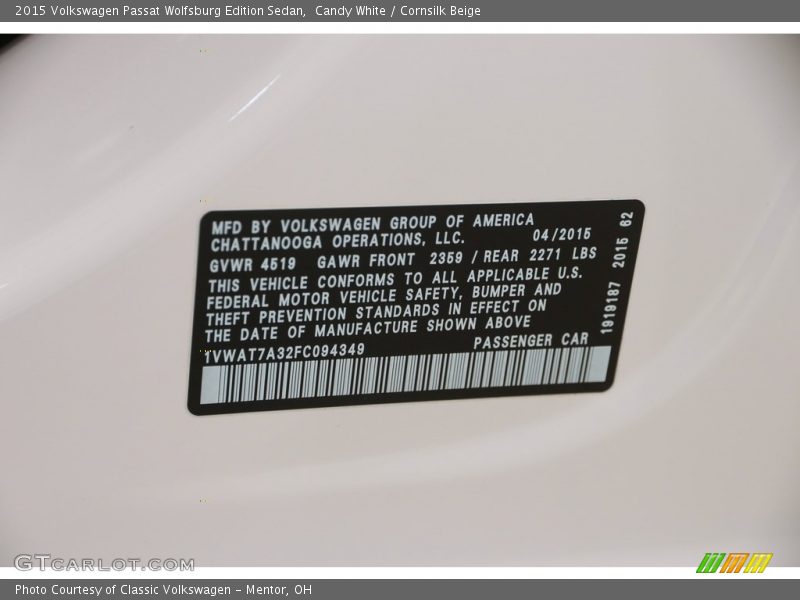 2015 Volkswagen Passat Wolfsburg Edition Sedan,  Candy White / Cornsilk Beige
MFD BY VOLKSWAGEN GROUP OF AMERICA
CHATTANOOGA OPERATIONS, LLC. 04/2015
GVWR 4519 GAWR FRONT 2359 / REAR 2271 LBS
THIS VEHICLE CONFORMS TO ALL APPLICABLE U.S.
FEDERAL MOTOR VEHICLE SAFETY, BUMPER AND
THEFT PREVENTION STANDARDS IN EFFECT ON
THE DATE OF MANUFACTURE SHOWN ABOVE
1VWAT7A32FC094349 PASSENGER CAR
1919187 2015 62
GTCARLOT.COM
Photo Courtesy of Classic Volkswagen - Mentor, OH